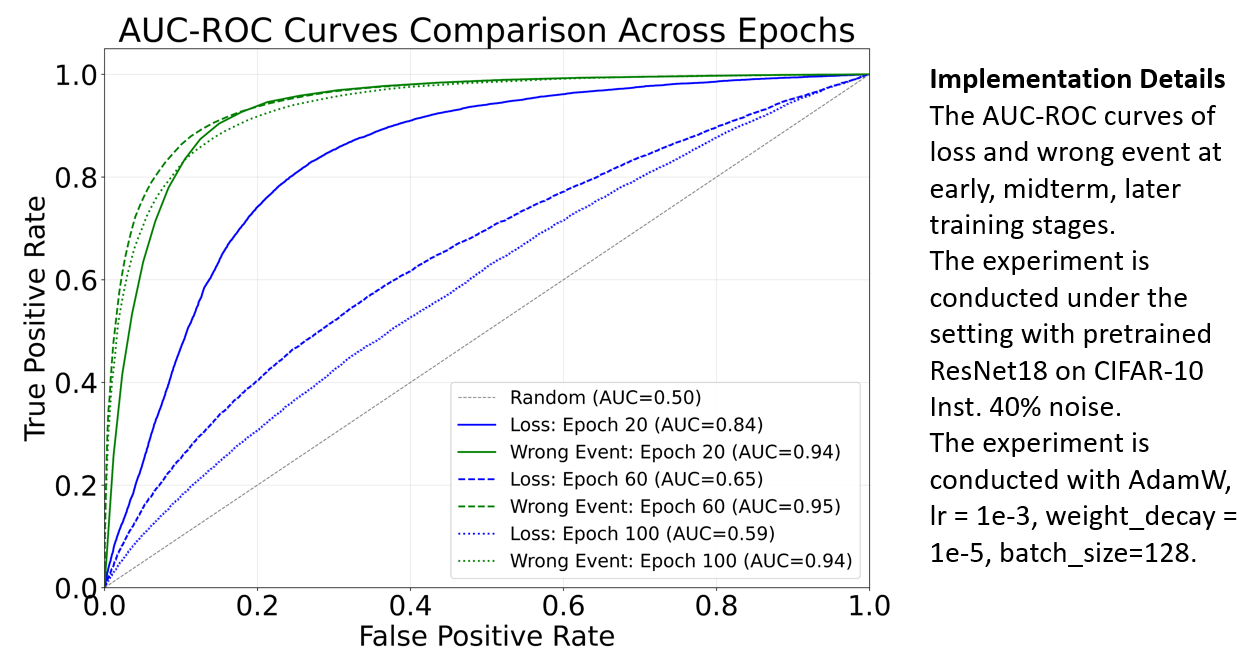 AUC-ROC Curves Comparison Across Epochs
True Positive Rate
1.0
0.8
0.6
0.4
0.2
0.0
0.0
0.2
0.4
0.6
0.8
1.0
False Positive Rate
Random (AUC=0.50)
Loss: Epoch 20 (AUC=0.84)
Wrong Event: Epoch 20 (AUC=0.94)
Loss: Epoch 60 (AUC=0.65)
Wrong Event: Epoch 60 (AUC=0.95)
Loss: Epoch 100 (AUC=0.59)
Wrong Event: Epoch 100 (AUC=0.94)
Implementation Details
The AUC-ROC curves of
loss and wrong event at
early, midterm, later
training stages.
The experiment is
conducted under the
setting with pretrained
ResNet18 on CIFAR-10
Inst. 40% noise.
The experiment is
conducted with AdamW,
lr = 1e-3, weight_decay =
1e-5, batch_size=128.